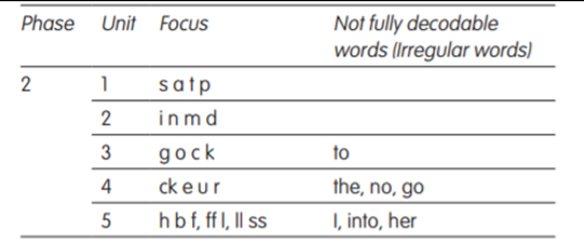 Phase Unit Focus Not fully decodable
words (Irregular words)
2 1 s a t p
2 i n m d
3 g o c k to
4 ck e u r the, no, go
5 h b f, ff l, ll ss I, into, her